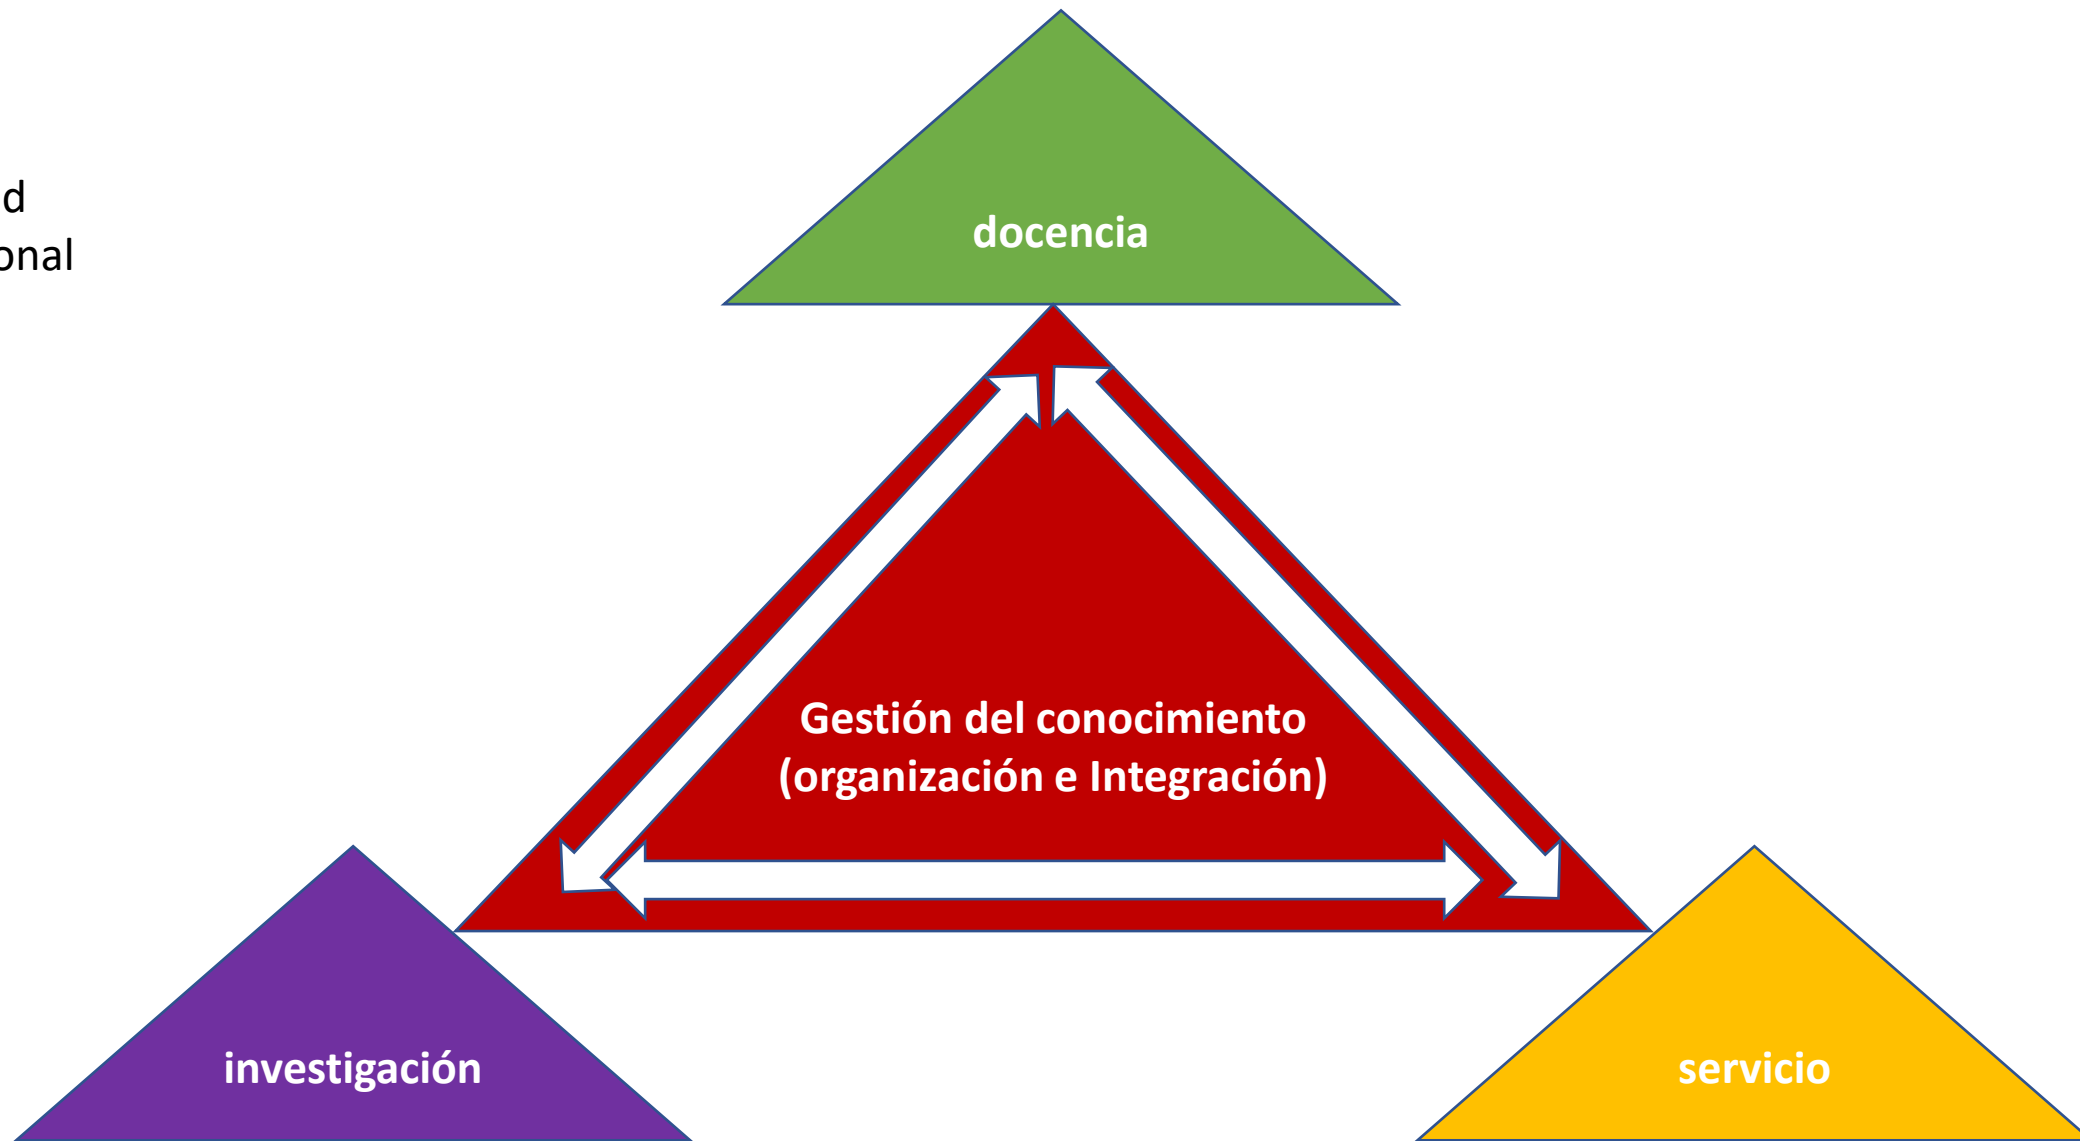 d
onal
docencia
Gestión del conocimiento
(organización e Integración)
investigación
servicio